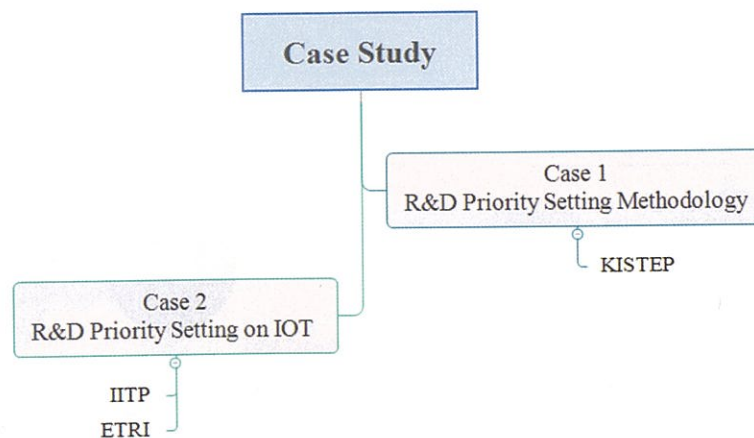 Case Study
Case 1
R&D Priority Setting Methodology
KISTEP
Case 2
R&D Priority Setting on IOT
IITP
ETRI